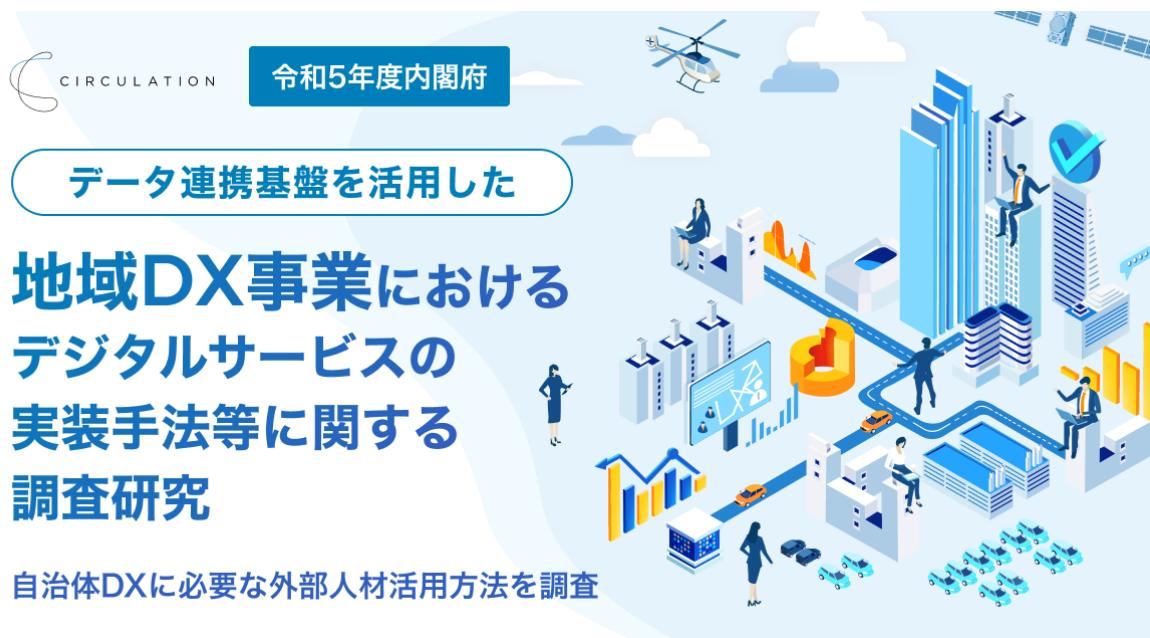 CIRCULATION
令和5年度内閣府
データ連携基盤を活用した
地域DX事業における
デジタルサービスの
実装手法等に関する
調査研究
自治体DXに必要な外部人材活用方法を調査